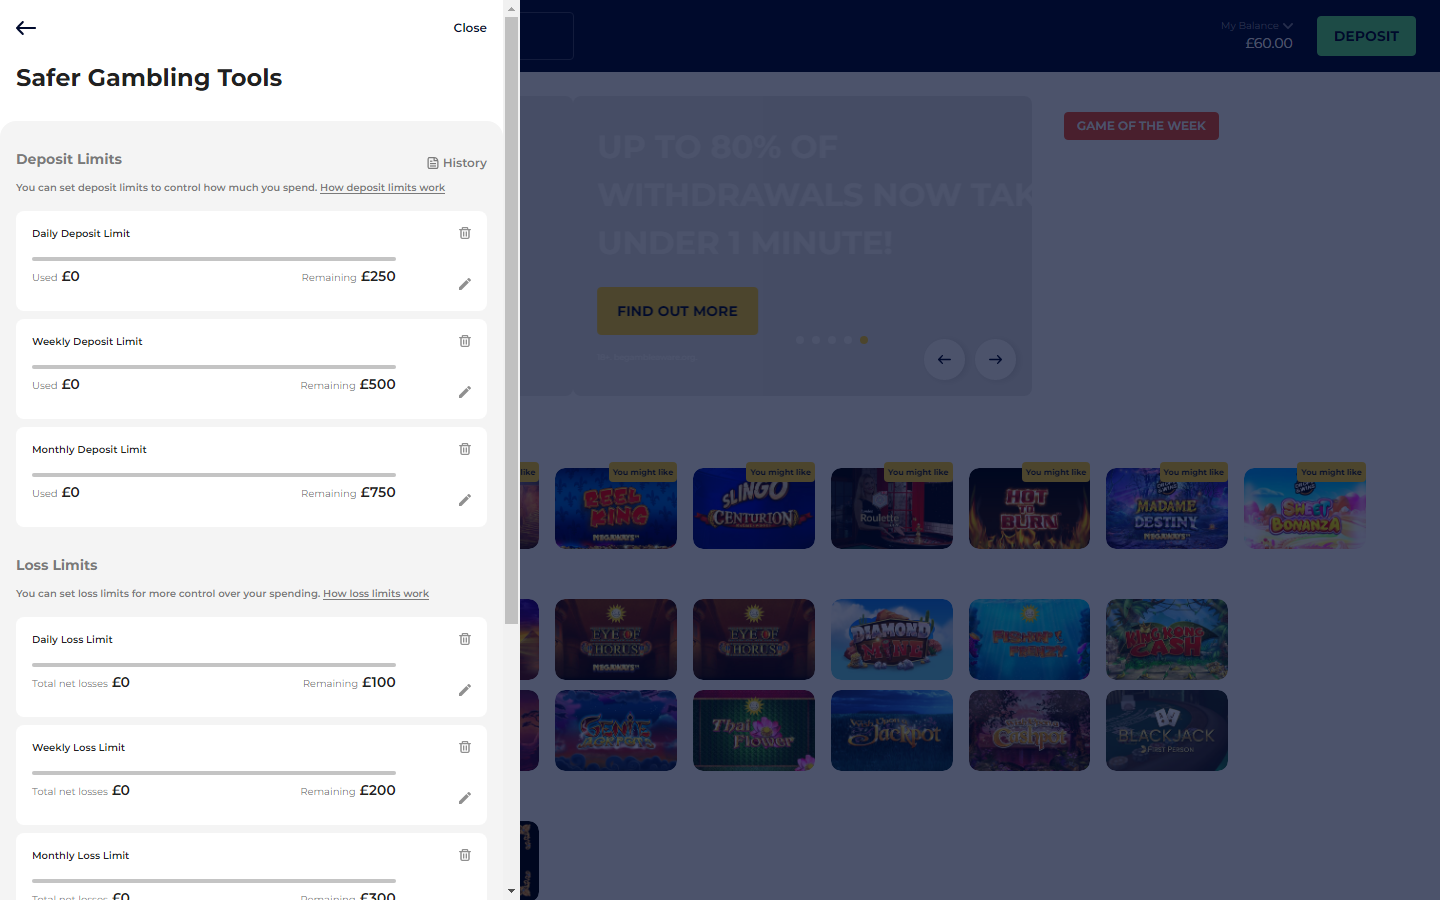 Close
Safer Gambling Tools
Deposit Limits
History
You can set deposit limits to control how much you spend. How deposit limits work
Daily Deposit Limit
Used £0
Remaining £250
Weekly Deposit Limit
Used £0
Remaining £500
Monthly Deposit Limit
Used £0
Remaining £750
Loss Limits
You can set loss limits for more control over your spending. How loss limits work
Daily Loss Limit
Total net losses £0
Remaining £100
Weekly Loss Limit
Total net losses £0
Remaining £200
Monthly Loss Limit
Total net losses £0
Remaining £300
My Balance
£60.00
DEPOSIT
UP TO 80% OF
WITHDRAWALS NOW TAK
UNDER 1 MINUTE!
FIND OUT MORE
GAME OF THE WEEK
like
You might like
You might like
You might like
You might like
You might like
You might like
REEL
KING
MEGAWAYS
SLINGO
CENTURION
Roulette
HOT
TO
BURN
MADAME
DESTINY
MEGAWAYS
SWEET
BONANZA
EYE OF
HORUS
MEGAWAYS
EYE OF
HORUS
DIAMOND
MINE
FISHIN'
FRENZY
KING KONG
CASH
GENIE
JACKPOTS
Thai
Flower
Jackpot
BLACKJACK
FIRST PERSON